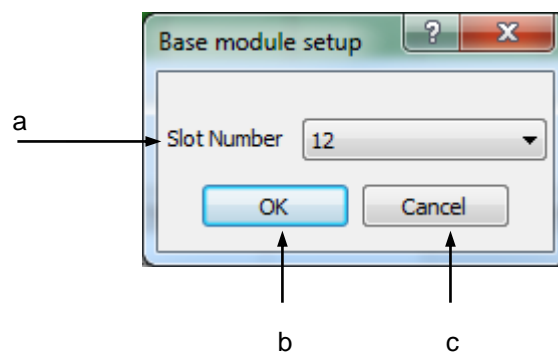 Base module setup ? X
a
Slot Number 12
OK Cancel
b c